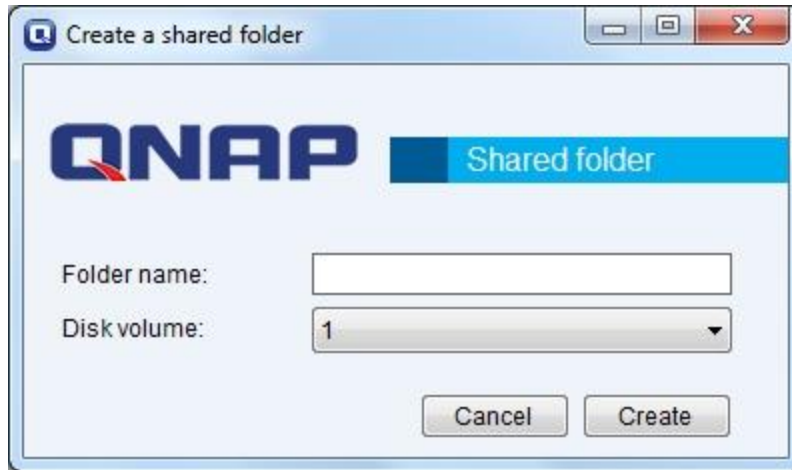 Create a shared folder
QNAP
Shared folder
Folder name:
Disk volume:
1
Cancel
Create